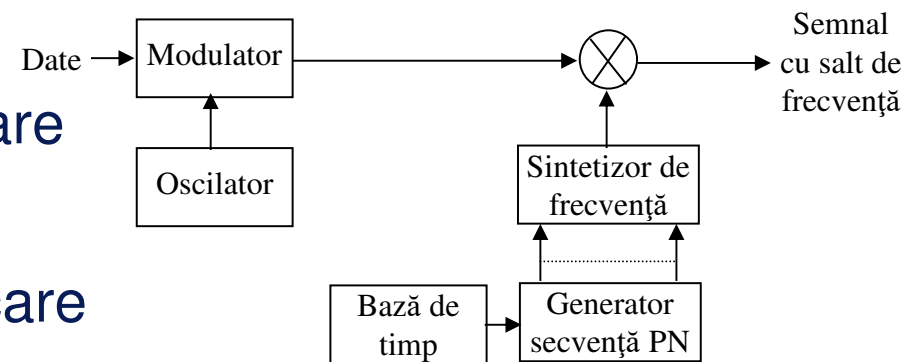 Semnal
cu salt de
frecvenţă
Date
Modulator
Oscilator
Sintetizor de
frecvenţă
Bază de
timp
Generator
secvenţă PN
are
are